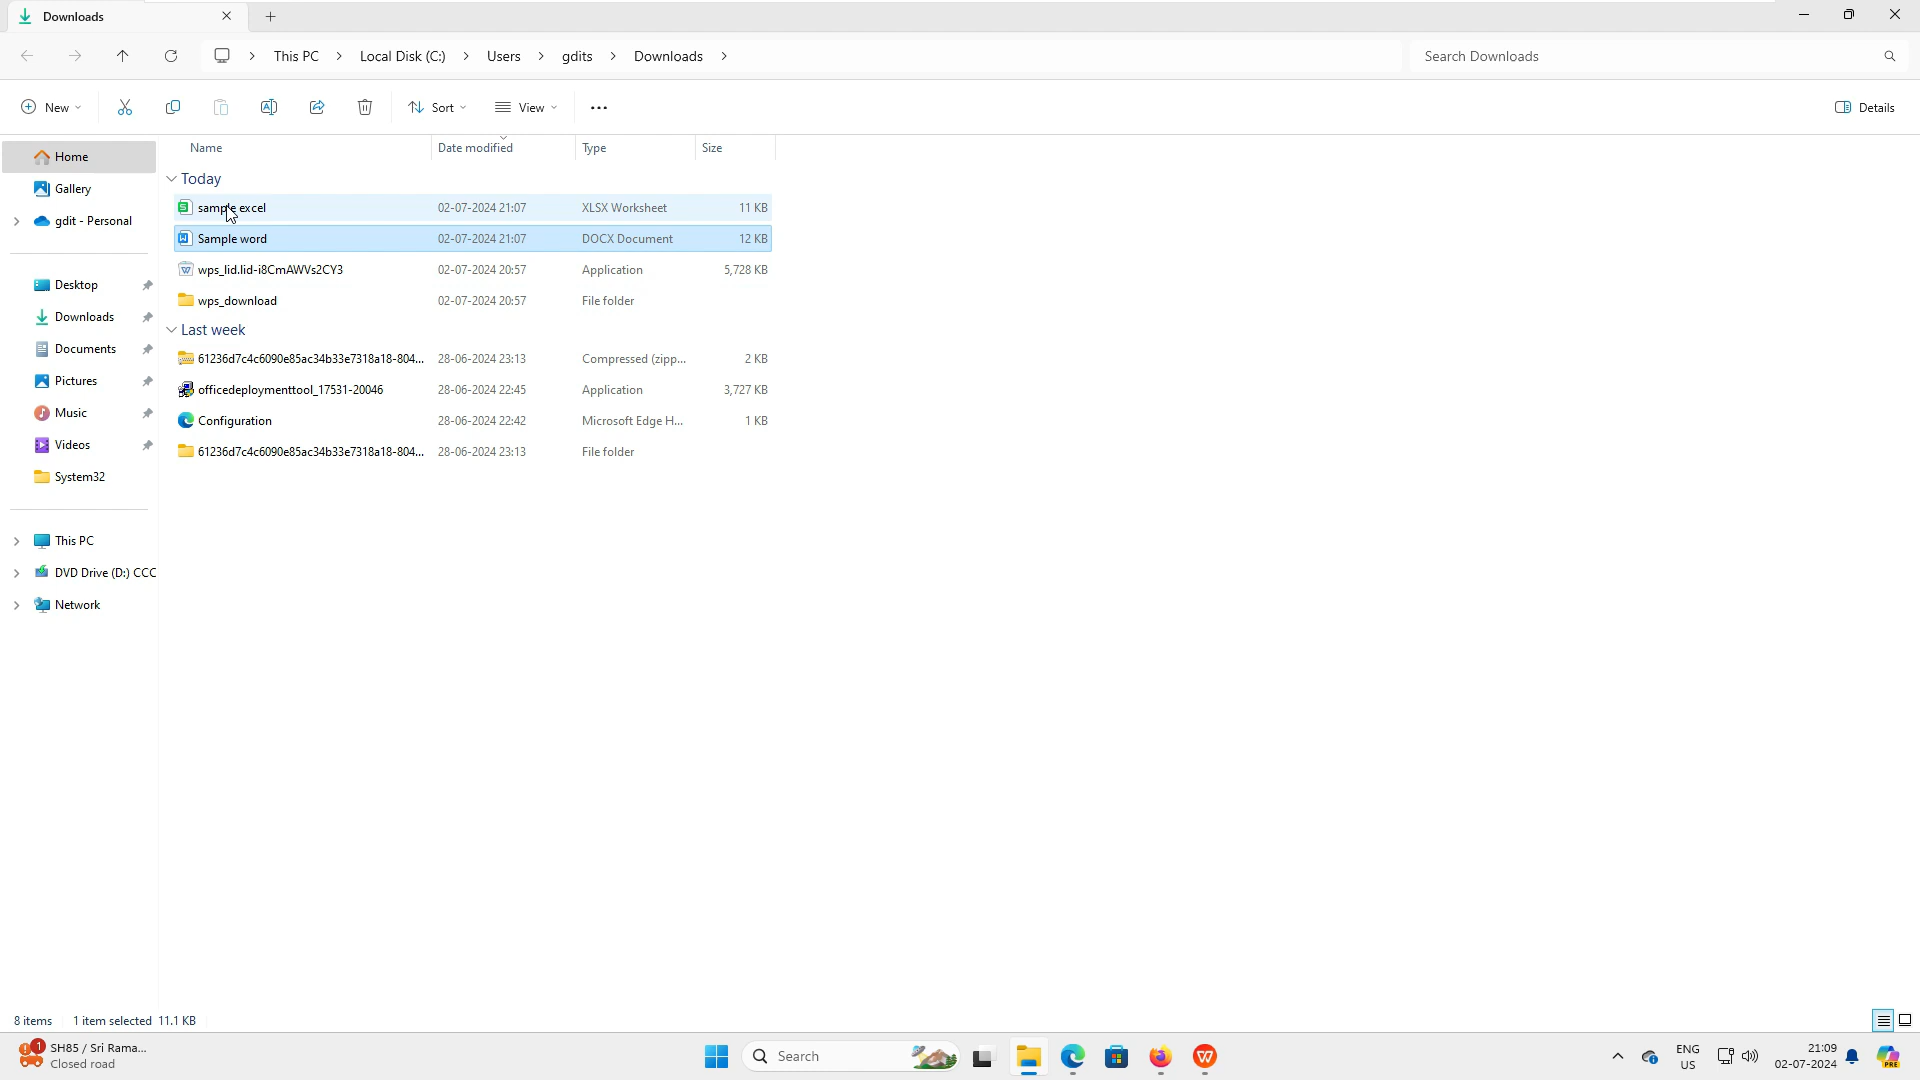 Downloads
This PC > Local Disk (C:) > Users > gdits > Downloads >
Search Downloads
New
Sort
View
Details
Name Date modified Type Size
Home
Gallery
gdit - Personal
Desktop
Downloads
Documents
Pictures
Music
Videos
System32
This PC
DVD Drive (D:) CCC
Network
Today
sample excel 02-07-2024 21:07 XLSX Worksheet 11 KB
Sample word 02-07-2024 21:07 DOCX Document 12 KB
wps_lid.lid-i8CmAWVs2CY3 02-07-2024 20:57 Application 5,728 KB
wps_download 02-07-2024 20:57 File folder
Last week
61236d7c4c6090e85ac34b33e7318a18-804... 28-06-2024 23:13 Compressed (zipp... 2 KB
officedeploymenttool_17531-20046 28-06-2024 22:45 Application 3,727 KB
Configuration 28-06-2024 22:42 Microsoft Edge H... 1 KB
61236d7c4c6090e85ac34b33e7318a18-804... 28-06-2024 23:13 File folder
8 items 1 item selected 11.1 KB
1
SH85 / Sri Rama...
Closed road
Search
ENG
US
21:09
02-07-2024
PRE